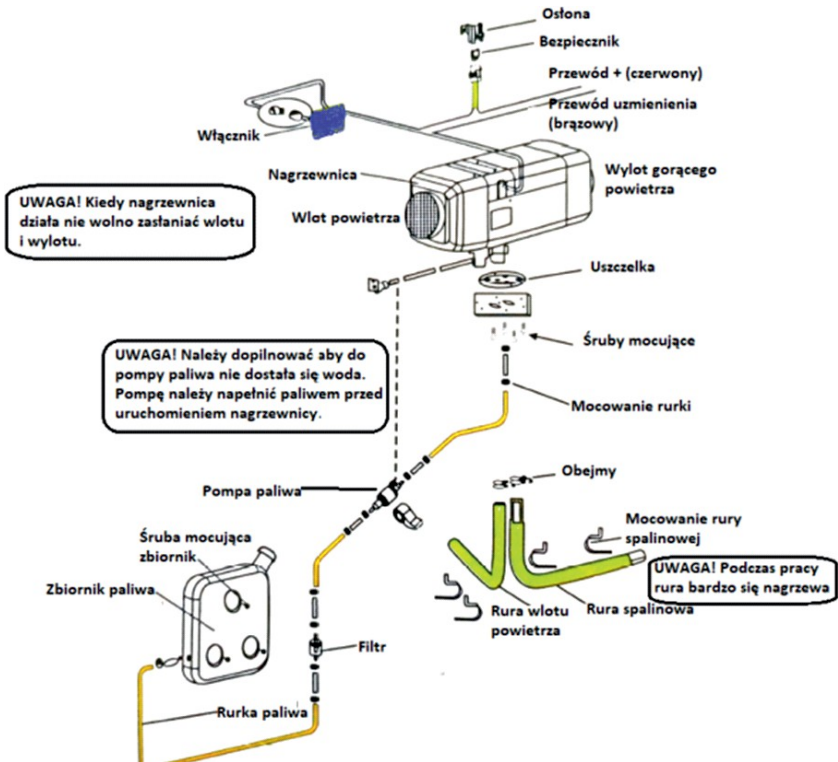 Osłona
Bezpiecznik
Przewód + (czerwony)
Przewód uzmienienia
(brązowy)
Włącznik
Nagrzewnica
Wylot gorącego
powietrza
Wlot powietrza
UWAGA! Kiedy nagrzewnica
działa nie wolno zasłaniać wlotu
i wylotu.
Uszczelka
Śruby mocujące
UWAGA! Należy dopilnować aby do
pompy paliwa nie dostała się woda.
Pompę należy napełnić paliwem przed
uruchomieniem nagrzewnicy.
Mocowanie rurki
Obejmy
Pompa paliwa
Mocowanie rury
spalinowej
Śruba mocująca
zbiornik
UWAGA! Podczas pracy
rura bardzo się nagrzewa
Zbiornik paliwa
Rura wlotu
powietrza
Rura spalinowa
Filtr
Rurka paliwa